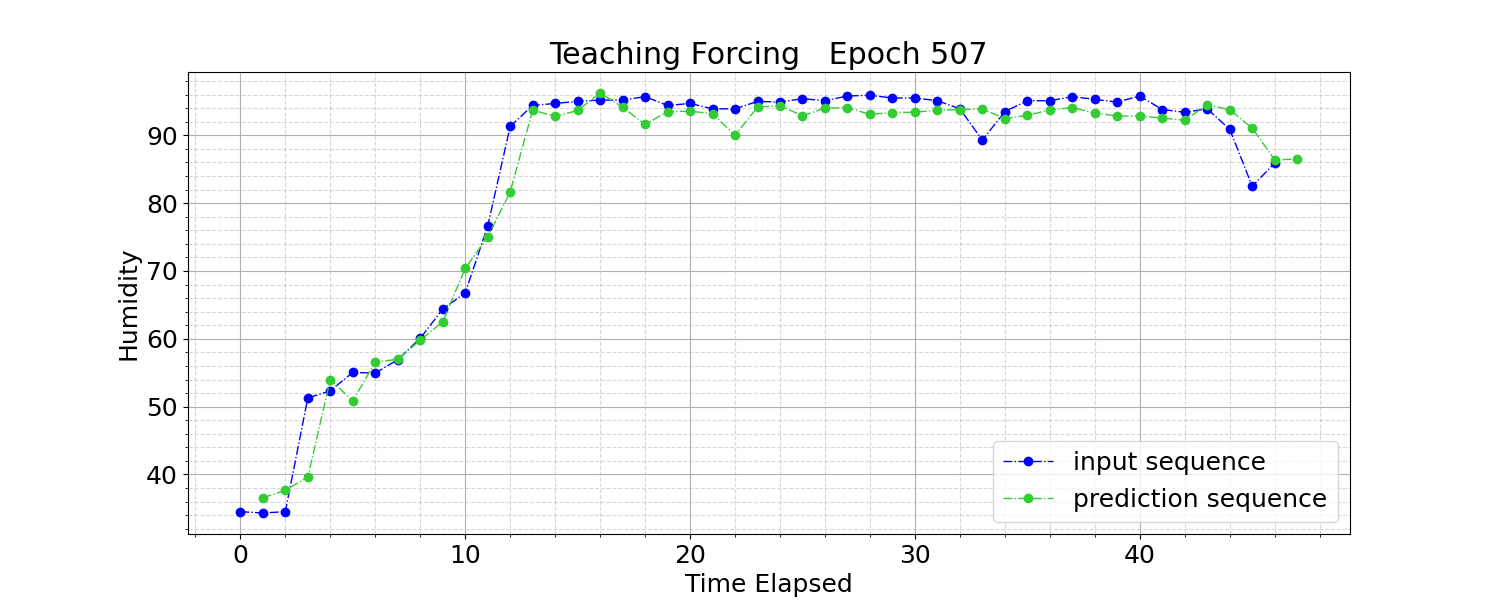 Teaching Forcing   Epoch 507
90
80
70
60
50
40
Humidity
0 10 20 30 40
Time Elapsed
input sequence
prediction sequence